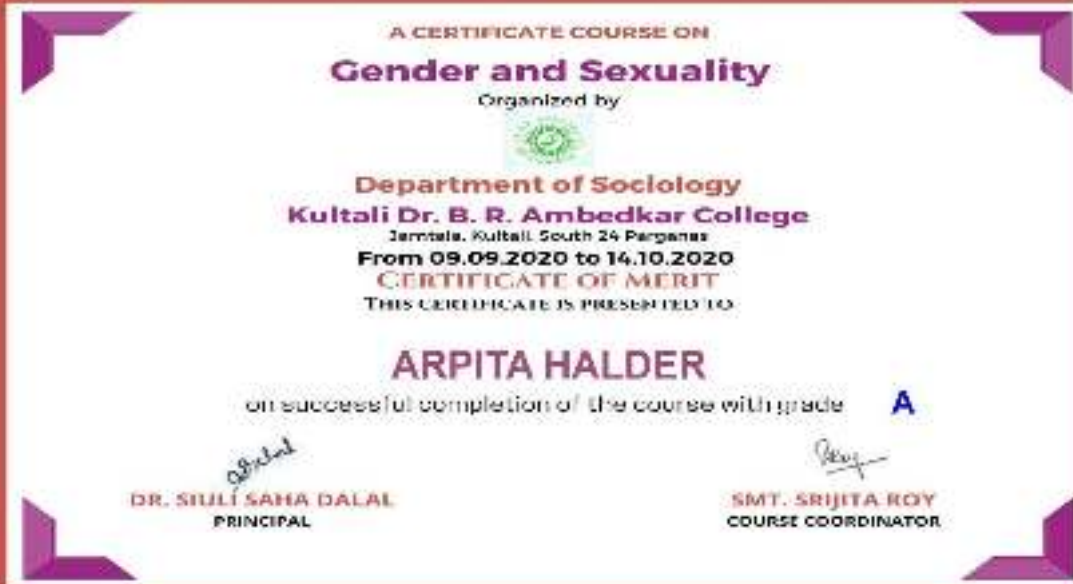 A CERTIFICATE COURSE ON
Gender and Sexuality
Organized by
Department of Sociology
Kultali Dr. B. R. Ambedkar College
Jamtala, Kultali, South 24 Parganas
From 09.09.2020 to 14.10.2020
CERTIFICATE OF MERIT
THIS CERTIFICATE IS PRESENTED TO
ARPITA HALDER
on successful completion of the course with grade A
DR. SIULI SAHA DALAL
PRINCIPAL
SMT. SRIJITA ROY
COURSE COORDINATOR